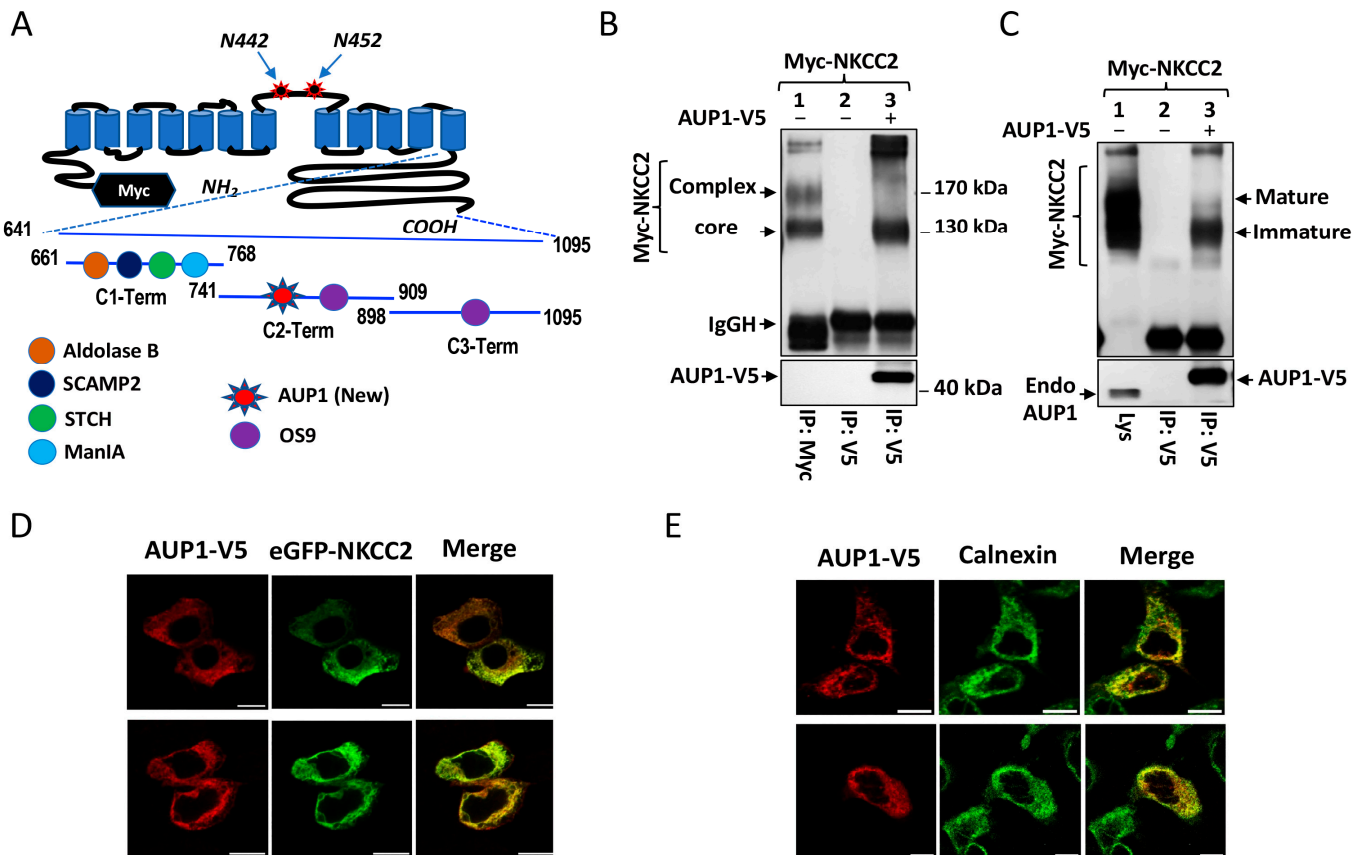 A
N442 N452
Myc
NH2
COOH
641
1095
661
768
C1-Term
741
909
C2-Term
898
1095
C3-Term
Aldolase B
SCAMP2
STCH
ManIA
AUP1 (New)
OS9
B
Myc-NKCC2
1 2 3
AUP1-V5 – – +
Myc-NKCC2
Complex
core
170 kDa
130 kDa
IgGH
AUP1-V5
40 kDa
IP: Myc
IP: V5
IP: V5
C
Myc-NKCC2
1 2 3
AUP1-V5 – – +
Myc-NKCC2
Mature
Immature
Endo
AUP1
AUP1-V5
Lys
IP: V5
IP: V5
D
AUP1-V5 eGFP-NKCC2 Merge
E
AUP1-V5 Calnexin Merge